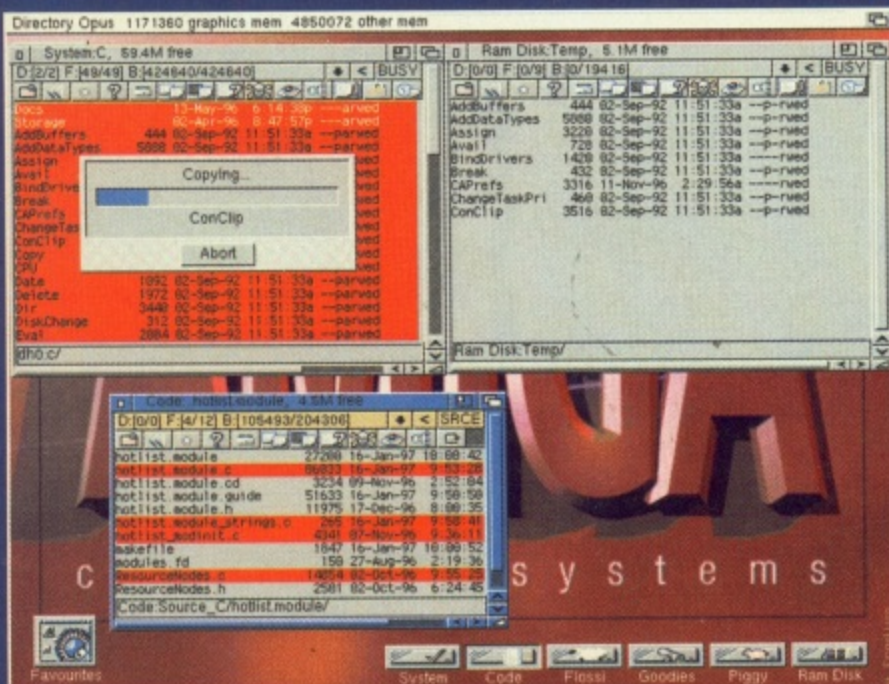 Directory Opus 1171360 graphics mem 4850072 other mem
System:C, 59.4M free
D:[2/2] F:[49/49] B:[424640/424640]
< BUSY
Docs 13-May-96 6:14:38p ---arwed
Storage 02-Apr-96 8:47:57p ---arwed
AddBuffers 444 02-Sep-92 11:51:33a --parwed
AddDataTypes 5088 02-Sep-92 11:51:33a --parwed
Assign
Avail
BindDrive
Break
CAPrefs
ChangeTas
ConClip
Copy
CPU
Date 1092 02-Sep-92 11:51:33a --parwed
Delete 1972 02-Sep-92 11:51:33a --parwed
Dir 3440 02-Sep-92 11:51:33a --parwed
DiskChange 312 02-Sep-92 11:51:33a --parwed
Eval 2084 02-Sep-92 11:51:33a --parwed
dh0:c/
Copying...
ConClip
Abort
Ram Disk:Temp, 5.1M free
D:[0/0] F:[0/9] B:[0/19416]
< BUSY
AddBuffers 444 02-Sep-92 11:51:33a --p-rwed
AddDataTypes 5088 02-Sep-92 11:51:33a --p-rwed
Assign 3220 02-Sep-92 11:51:33a --p-rwed
Avail 728 02-Sep-92 11:51:33a --p-rwed
BindDrivers 1420 02-Sep-92 11:51:33a --p-rwed
Break 432 02-Sep-92 11:51:33a --p-rwed
CAPrefs 3316 11-Nov-96 2:29:56a ----rwed
ChangeTaskPri 460 02-Sep-92 11:51:33a --p-rwed
ConClip 3516 02-Sep-92 11:51:33a --p-rwed
Ram Disk:Temp/
Code: hotlist.module, 4.6M free
D:[0/0] F:[4/12] B:[105493/204306]
< SRCE
hotlist.module 27208 16-Jan-97 10:00:42
hotlist.module.c 86833 16-Jan-97 9:53:28
hotlist.module.cd 3234 09-Nov-96 2:52:04
hotlist.module.guide 51633 16-Jan-97 9:50:50
hotlist.module.h 11975 17-Dec-96 8:00:35
hotlist.module_strings.c 265 16-Jan-97 9:50:41
hotlist_modinit.c 4341 07-Nov-96 9:36:11
makefile 1847 16-Jan-97 10:00:52
modules.fd 150 27-Aug-96 2:19:36
ResourceNodes.c 14054 02-Oct-96 9:55:25
ResourceNodes.h 2581 02-Oct-96 6:24:45
Code:Source_C/hotlist.module/
c systems
Favourites
System
Code
Flossi
Goodies
Piggy
Ram Disk